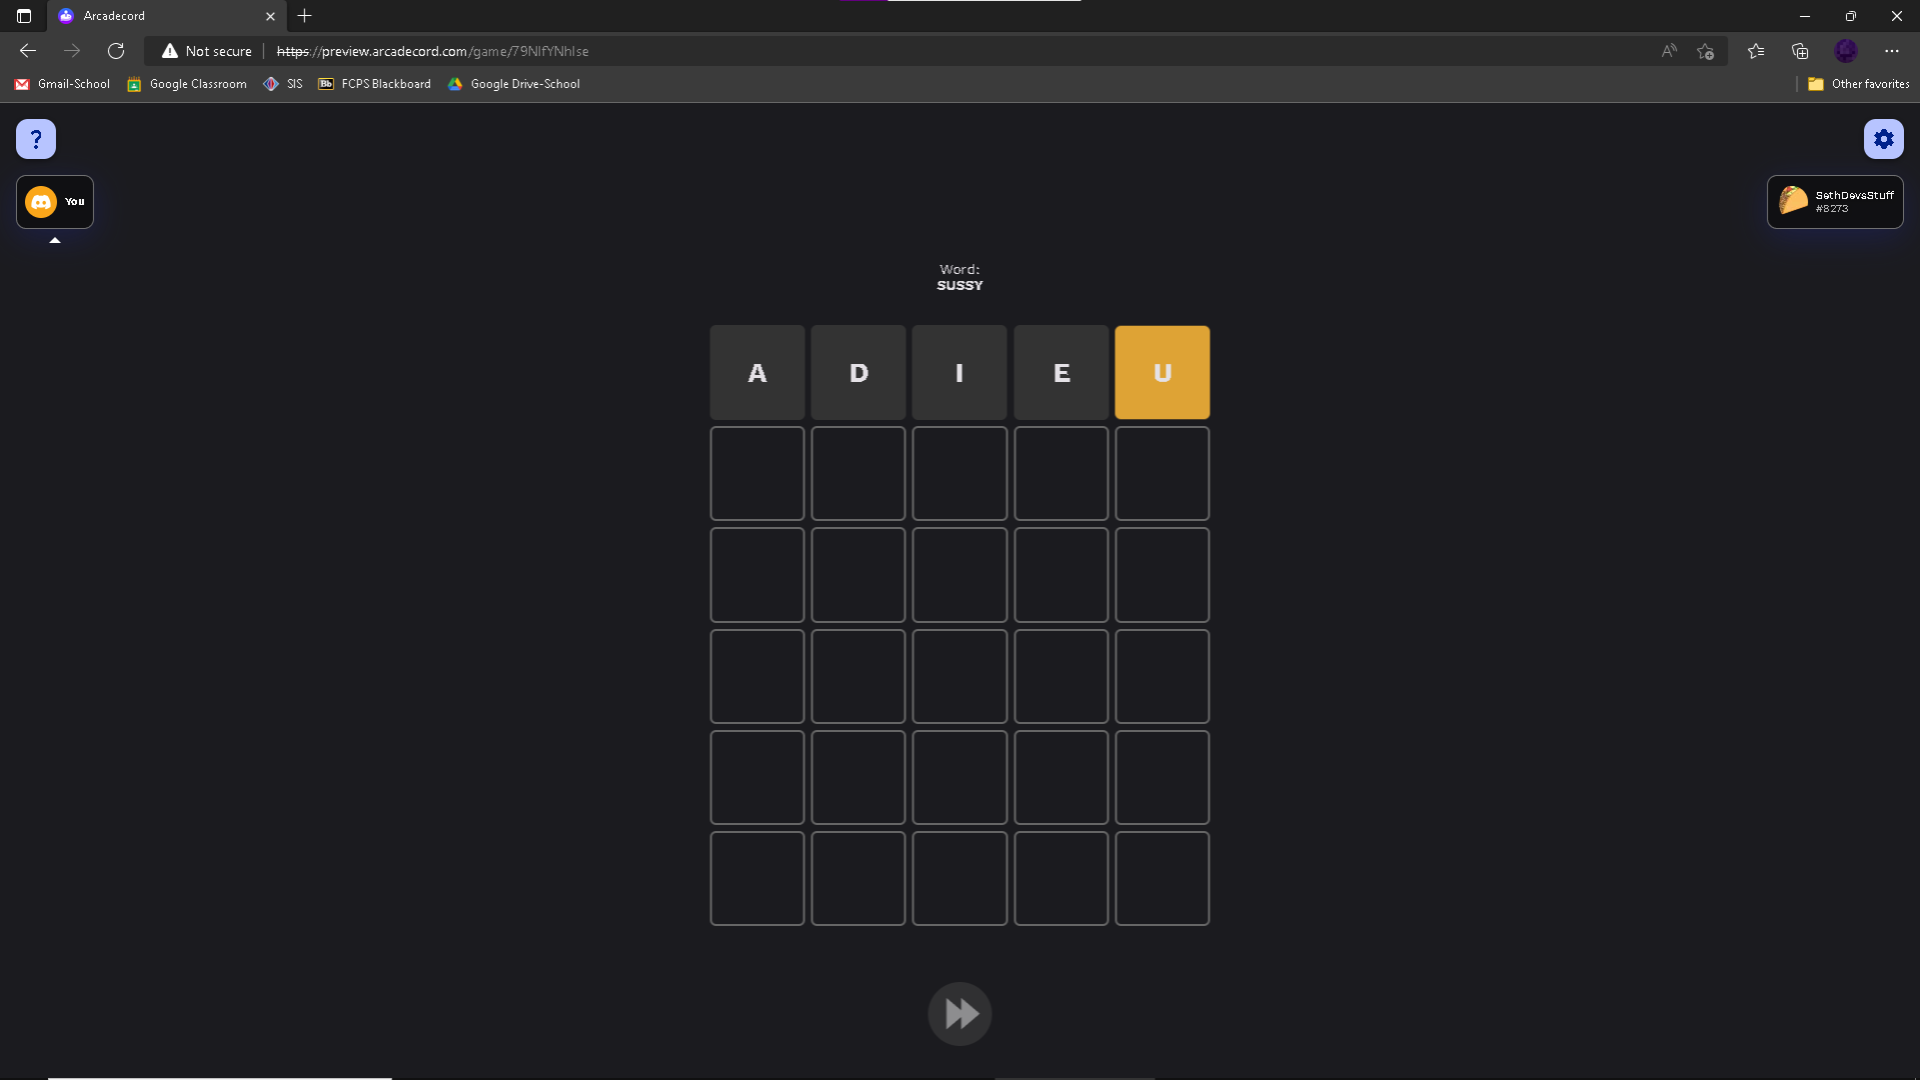 Arcadecord
Not secure
https://preview.arcadecord.com/game/79NlfYNhlse
Gmail-School
Google Classroom
SIS
Bb
FCPS Blackboard
Google Drive-School
Other favorites
?
You
SethDevsStuff
#8273
Word:
SUSSY
A D I E U